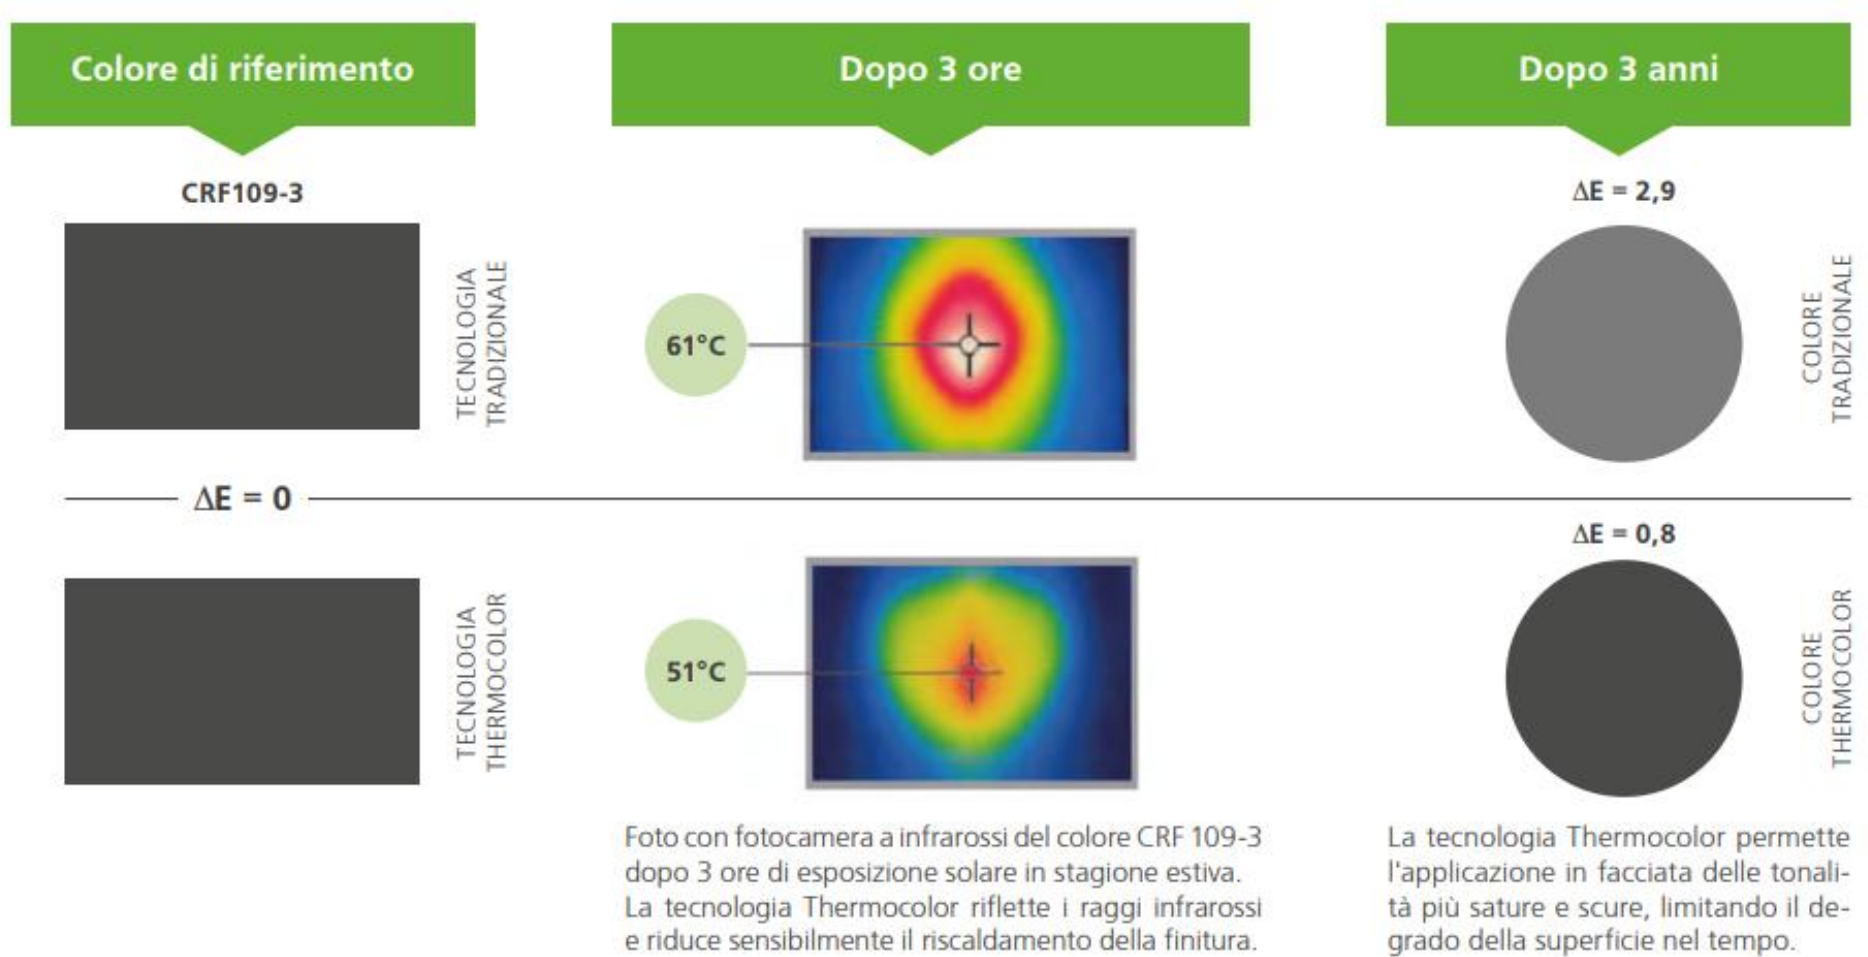 Colore di riferimento
Dopo 3 ore
Dopo 3 anni
CRF109-3
TECNOLOGIA
TRADIZIONALE
61°C
ΔE = 2,9
COLORE
TRADIZIONALE
ΔE = 0
TECNOLOGIA
THERMOCOLOR
51°C
ΔE = 0,8
COLORE
THERMOCOLOR
Foto con fotocamera a infrarossi del colore CRF 109-3
dopo 3 ore di esposizione solare in stagione estiva.
La tecnologia Thermocolor riflette i raggi infrarossi
e riduce sensibilmente il riscaldamento della finitura.
La tecnologia Thermocolor permette
l'applicazione in facciata delle tonali-
tà più sature e scure, limitando il de-
grado della superficie nel tempo.